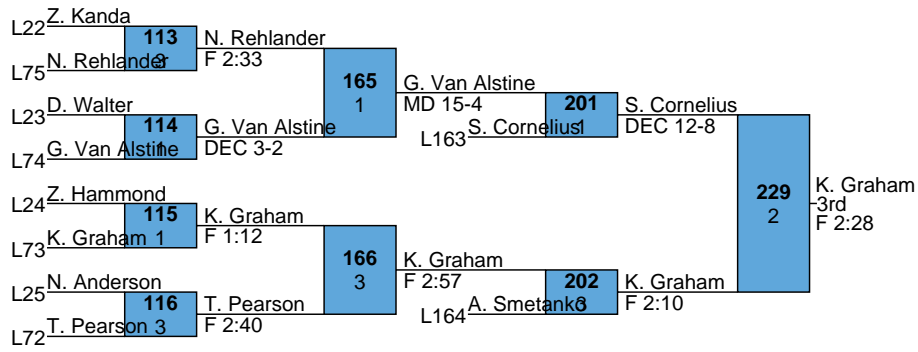 L22 Z. Kanda
113
3
N. Rehlander
F 2:33
L75 N. Rehlander
165
1
G. Van Alstine
MD 15-4
L23 D. Walter
114
1
G. Van Alstine
DEC 3-2
L74 G. Van Alstine
201
1
S. Cornelius
DEC 12-8
L163 S. Cornelius
L24 Z. Hammond
115
1
K. Graham
F 1:12
L73 K. Graham
166
3
K. Graham
F 2:57
L25 N. Anderson
116
3
T. Pearson
F 2:40
L72 T. Pearson
202
3
K. Graham
F 2:10
L164 A. Smetanko
229
2
K. Graham
3rd
F 2:28